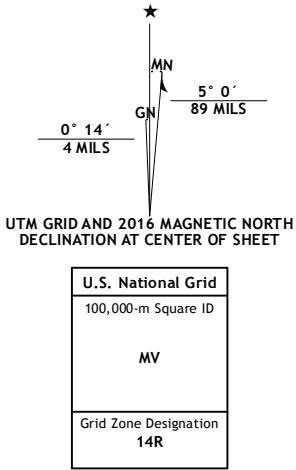 ★
MN
5° 0´
89 MILS
GN
0° 14´
4 MILS
UTM GRID AND 2016 MAGNETIC NORTH
DECLINATION AT CENTER OF SHEET
U.S. National Grid
100,000-m Square ID
MV
Grid Zone Designation
14R